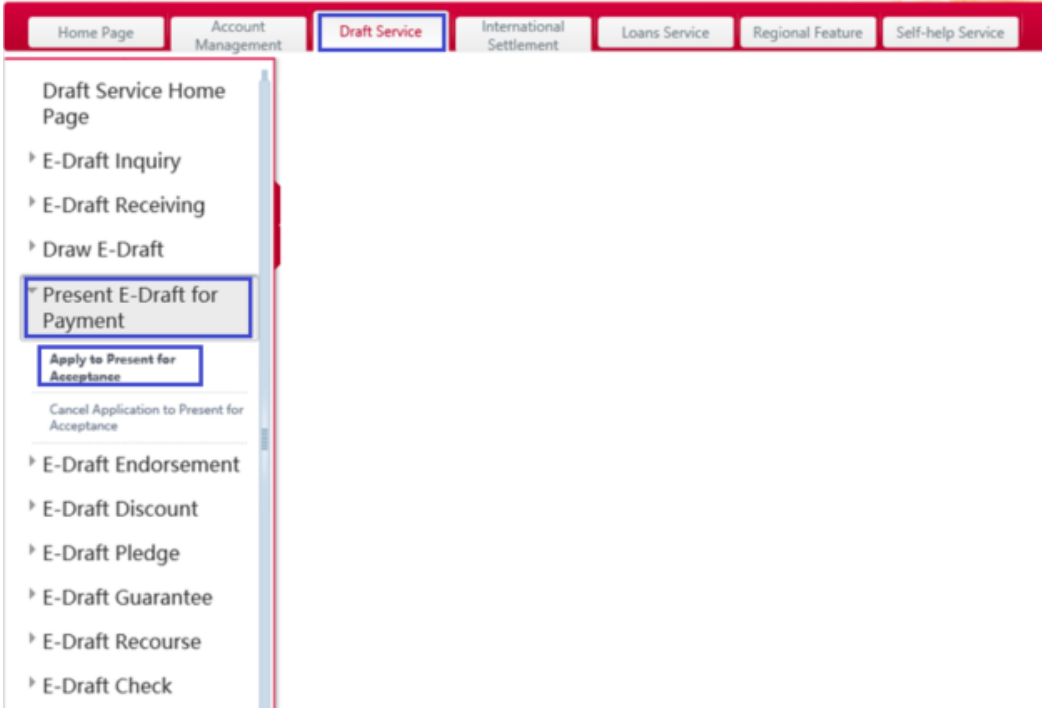 Home Page
Account
Management
Draft Service
International
Settlement
Loans Service
Regional Feature
Self-help Service
Draft Service Home
Page
E-Draft Inquiry
E-Draft Receiving
Draw E-Draft
Present E-Draft for
Payment
Apply to Present for
Acceptance
Cancel Application to Present for
Acceptance
E-Draft Endorsement
E-Draft Discount
E-Draft Pledge
E-Draft Guarantee
E-Draft Recourse
E-Draft Check